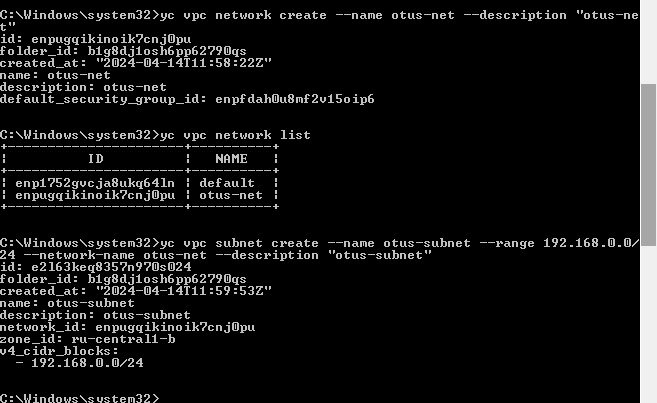 C:\Windows\system32>yc vpc network create --name otus-net --description "otus-ne
t"
id: enpugqikinoik7cnj0pu
folder_id: b1g8dj1osh6pp62790qs
created_at: "2024-04-14T11:58:22Z"
name: otus-net
description: otus-net
default_security_group_id: enpfdah0u8mf2v15oip6
C:\Windows\system32>yc vpc network list
+----------------------+----------+
¦          ID          ¦   NAME   ¦
+----------------------+----------+
¦ enp1752gvcja8ukq64ln ¦ default  ¦
¦ enpugqikinoik7cnj0pu ¦ otus-net ¦
+----------------------+----------+
C:\Windows\system32>yc vpc subnet create --name otus-subnet --range 192.168.0.0/
24 --network-name otus-net --description "otus-subnet"
id: e2l63keq8357n970s024
folder_id: b1g8dj1osh6pp62790qs
created_at: "2024-04-14T11:59:53Z"
name: otus-subnet
description: otus-subnet
network_id: enpugqikinoik7cnj0pu
zone_id: ru-central1-b
v4_cidr_blocks:
  - 192.168.0.0/24
C:\Windows\system32>